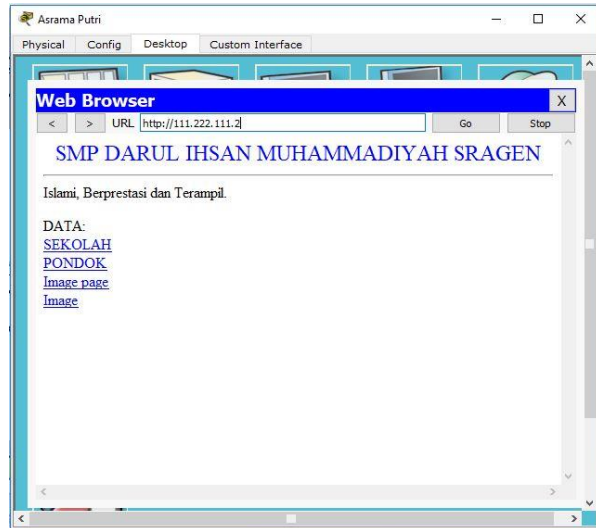 Asrama Putri
Physical Config Desktop Custom Interface
Web Browser X
< > URL http://111.222.111.2 Go Stop
SMP DARUL IHSAN MUHAMMADIYAH SRAGEN
Islami, Berprestasi dan Terampil.
DATA:
SEKOLAH
PONDOK
Image page
Image